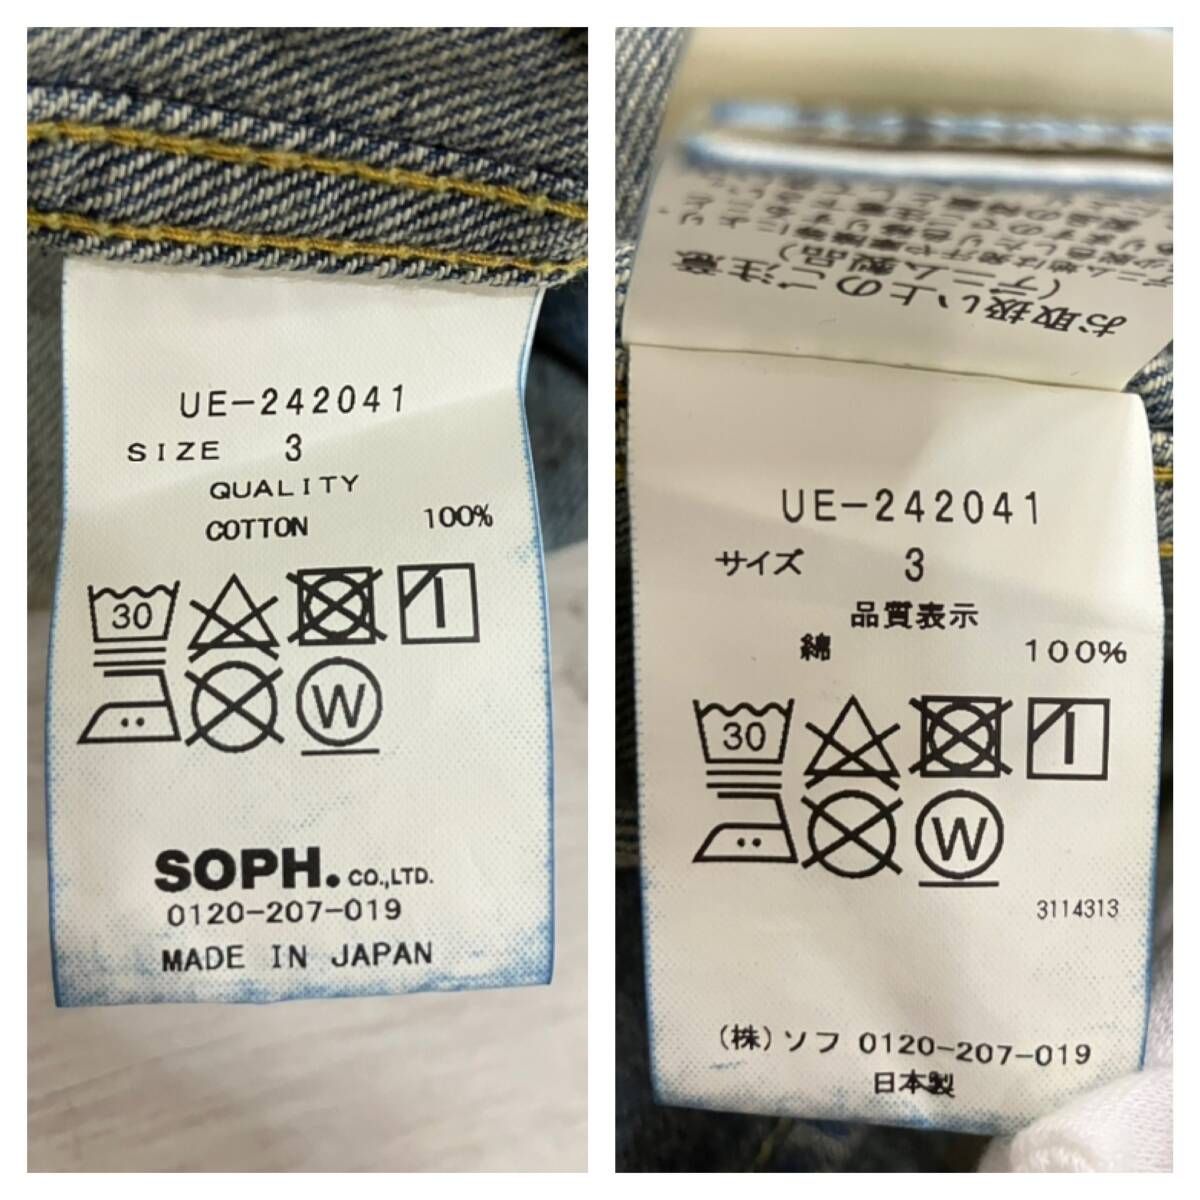 UE-242041
SIZE 3
QUALITY
COTTON 100%
30
W
SOPH. CO.,LTD.
0120-207-019
MADE IN JAPAN
お取扱い上のご注意
(デニム製品)
UE-242041
サイズ 3
品質表示
綿 100%
30
W
3114313
(株)ソフ 0120-207-019
日本製